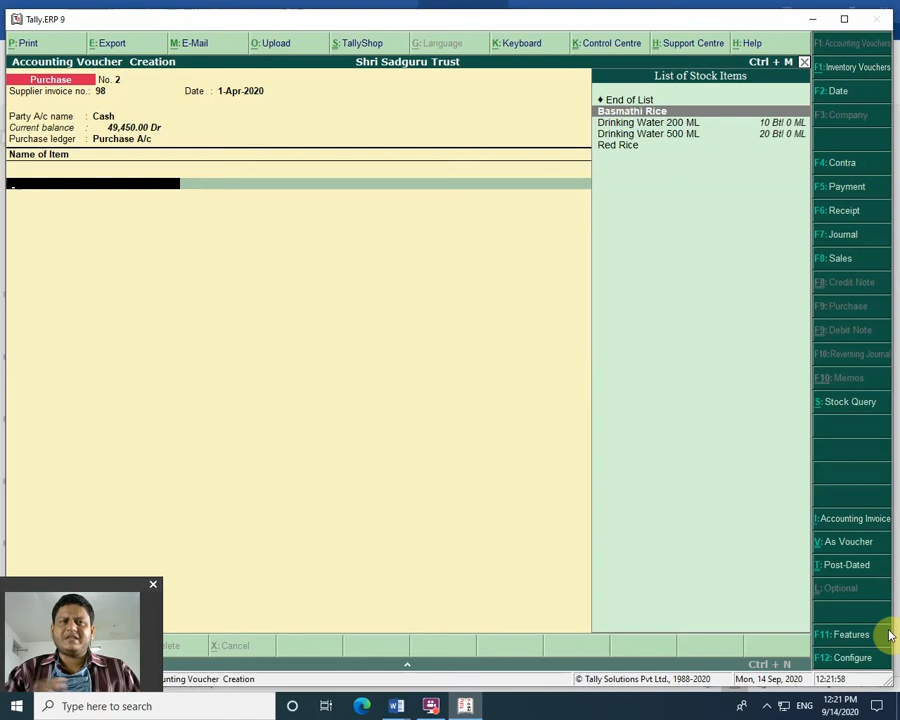 Tally.ERP 9
P: Print E: Export M: E-Mail O: Upload S: TallyShop G: Language K: Keyboard K: Control Centre H: Support Centre H: Help
Accounting Voucher Creation Shri Sadguru Trust Ctrl + M
Purchase No. 2
Supplier invoice no.: 98 Date : 1-Apr-2020
Party A/c name : Cash
Current balance : 49,450.00 Dr
Purchase ledger : Purchase A/c
Name of Item
List of Stock Items
♦ End of List
Basmathi Rice
Drinking Water 200 ML 10 Btl 0 ML
Drinking Water 500 ML 20 Btl 0 ML
Red Rice
F1: Accounting Vouchers
F1: Inventory Vouchers
F2: Date
F3: Company
F4: Contra
F5: Payment
F6: Receipt
F7: Journal
F8: Sales
F8: Credit Note
F9: Purchase
F9: Debit Note
F10: Reversing Journal
F10: Memos
S: Stock Query
I: Accounting Invoice
V: As Voucher
T: Post-Dated
L: Optional
F11: Features
F12: Configure
X: Cancel
Ctrl + N
Voucher Creation © Tally Solutions Pvt Ltd., 1988-2020 Mon, 14 Sep, 2020 12:21:58
Type here to search
ENG 12:21 PM
9/14/2020